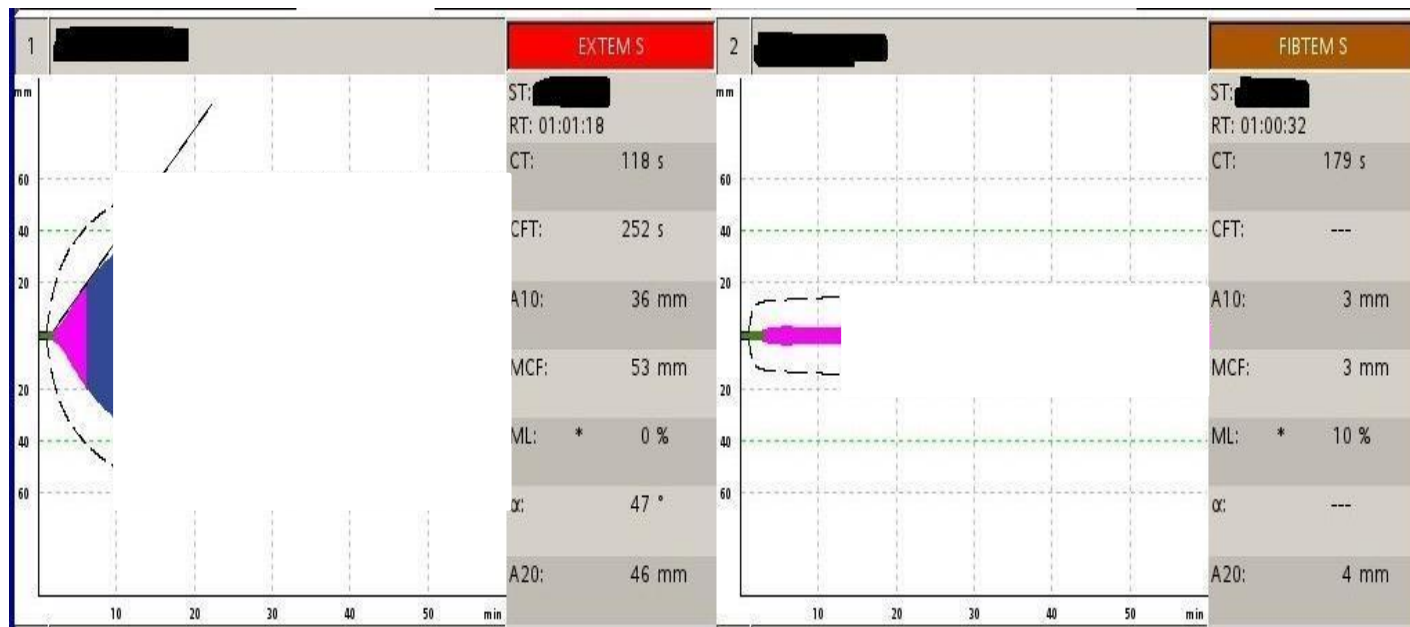 1
EXTEM S
ST:
RT: 01:01:18
CT: 118 s
CFT: 252 s
A10: 36 mm
MCF: 53 mm
ML: * 0 %
α: 47 °
A20: 46 mm
mm
60
40
20
20
40
60
10 20 30 40 50 min
2
FIBTEM S
ST:
RT: 01:00:32
CT: 179 s
CFT: ---
A10: 3 mm
MCF: 3 mm
ML: * 10 %
α: ---
A20: 4 mm
mm
60
40
20
20
40
60
10 20 30 40 50 min